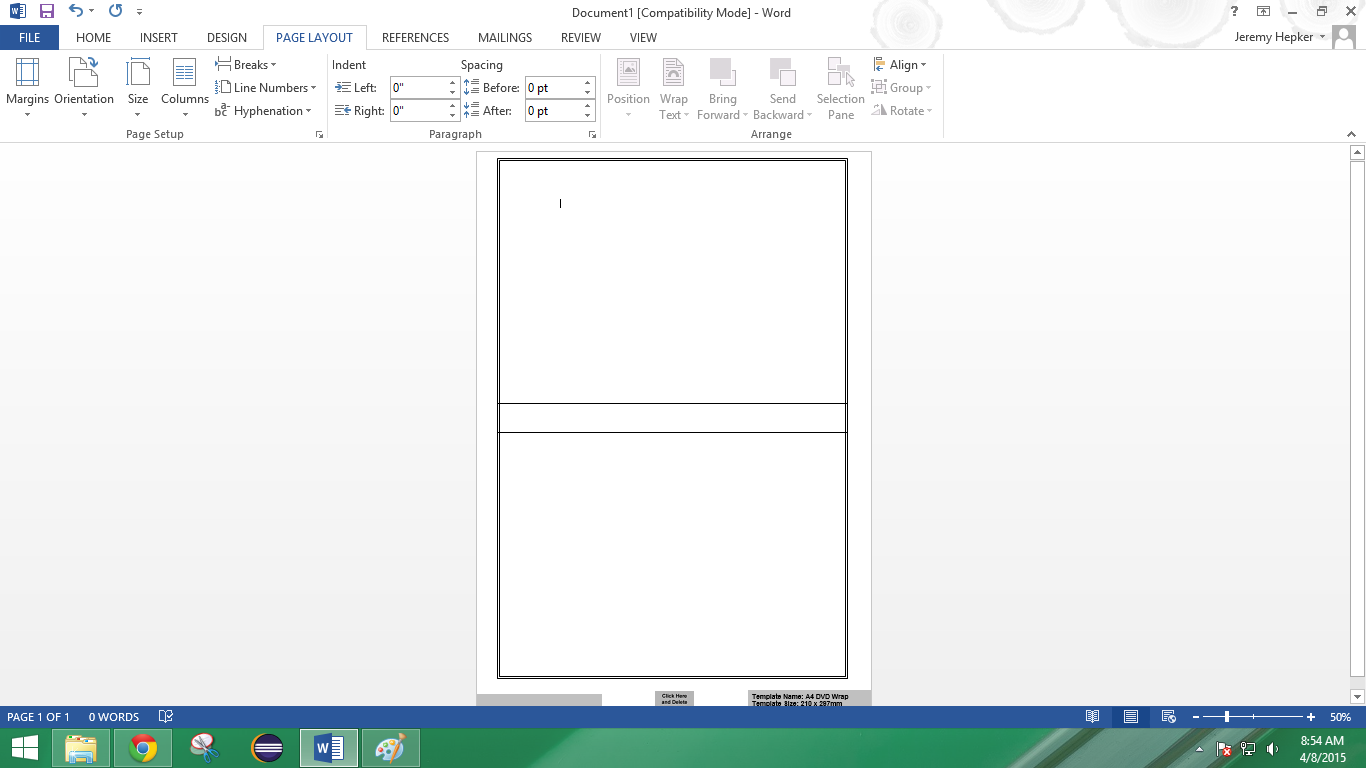 Document1 [Compatibility Mode] - Word
?
FILE HOME INSERT DESIGN PAGE LAYOUT REFERENCES MAILINGS REVIEW VIEW
Jeremy Hepker
Margins
Orientation
Size
Columns
Breaks
Line Numbers
Hyphenation
Page Setup
Indent
Left: 0"
Right: 0"
Spacing
Before: 0 pt
After: 0 pt
Paragraph
Position
Wrap
Text
Bring
Forward
Send
Backward
Selection
Pane
Align
Group
Rotate
Arrange
Click Here
and Delete
Template Name: A4 DVD Wrap
Template Size: 210 x 297mm
PAGE 1 OF 1 0 WORDS
50%
8:54 AM
4/8/2015